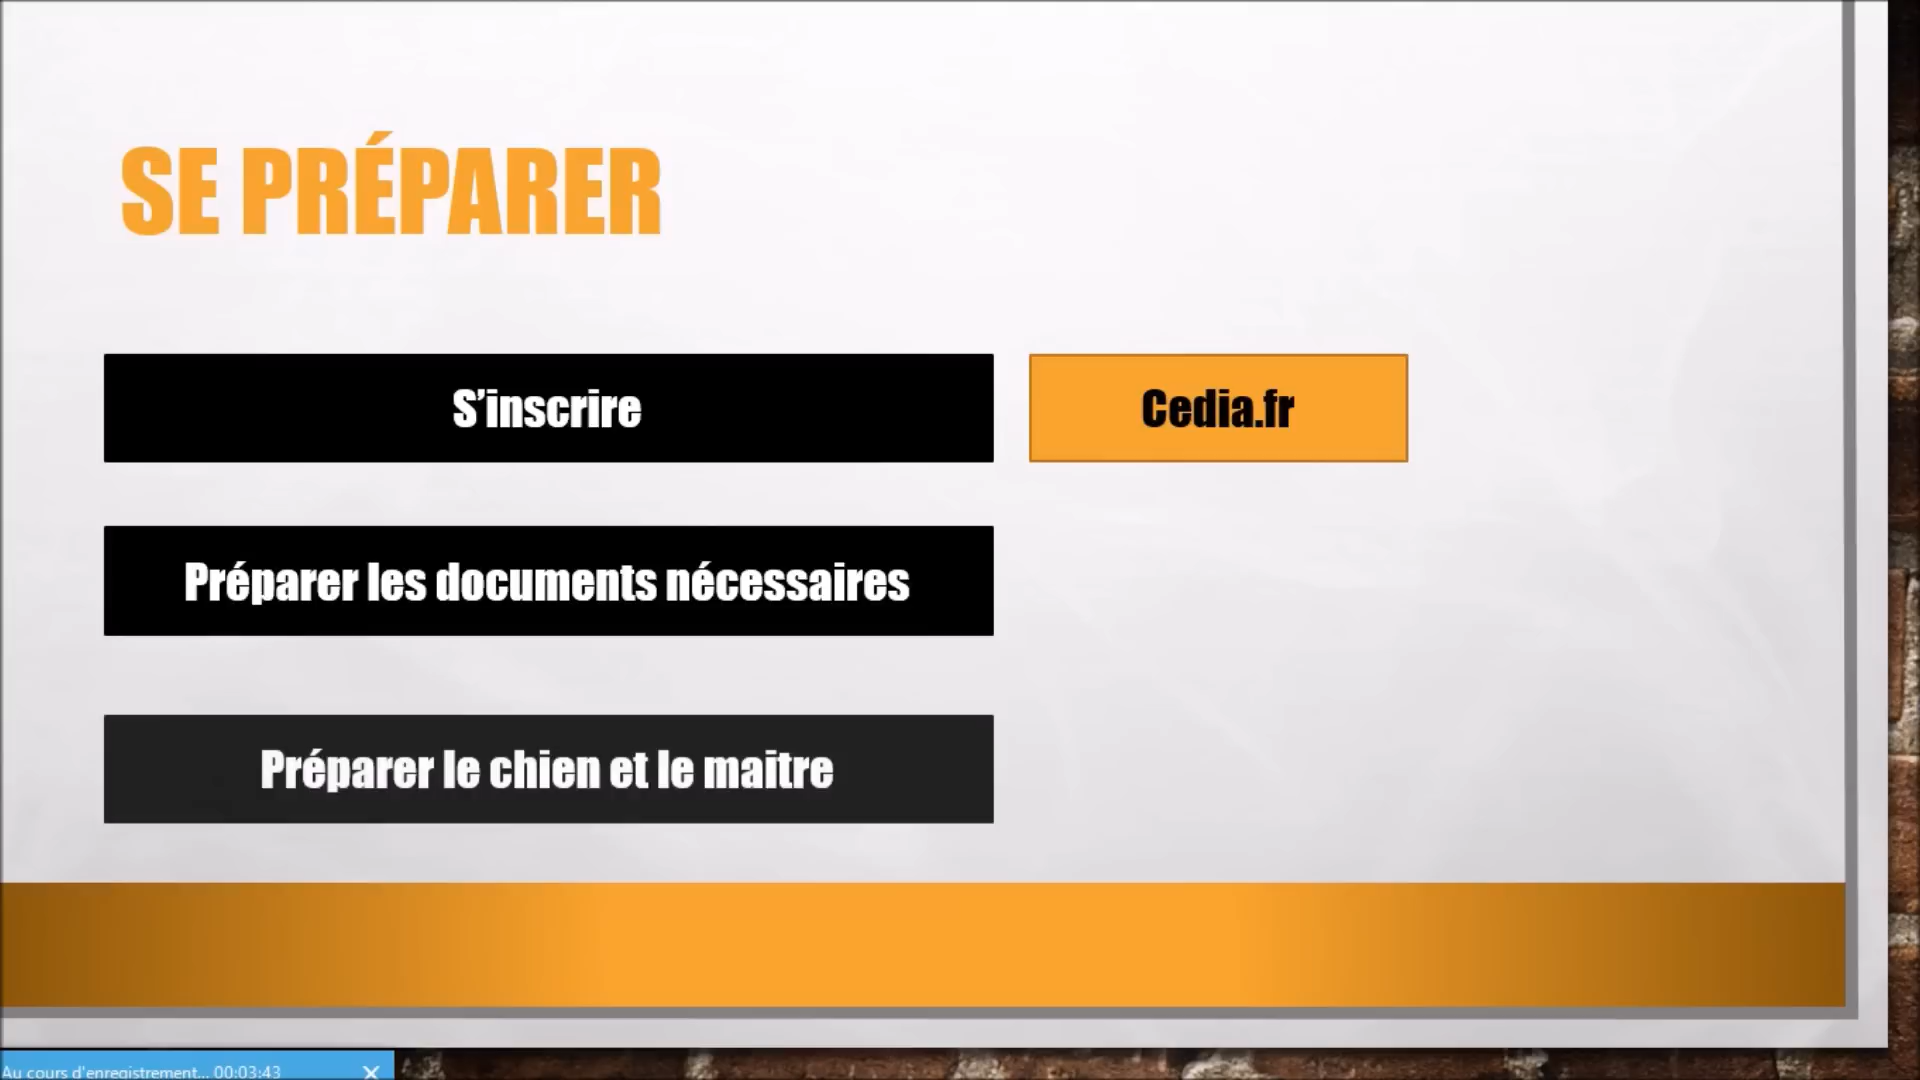 SE PRÉPARER
S'inscrire
Cedia.fr
Préparer les documents nécessaires
Préparer le chien et le maitre
Au cours d'enregistrement... 00:03:43